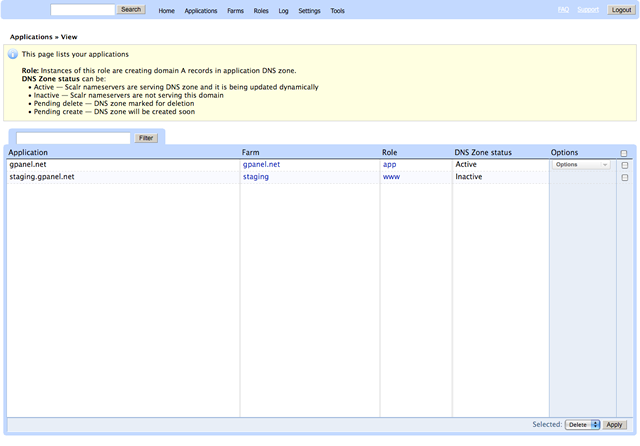 Search Home Applications Farms Roles Log Settings Tools FAQ Support Logout
Applications » View
This page lists your applications
Role: Instances of this role are creating domain A records in application DNS zone.
DNS Zone status can be:
• Active — Scalr nameservers are serving DNS zone and it is being updated dynamically
• Inactive — Scalr nameservers are not serving this domain
• Pending delete — DNS zone marked for deletion
• Pending create — DNS zone will be created soon
Filter
Application Farm Role DNS Zone status Options
gpanel.net gpanel.net app Active Options
staging.gpanel.net staging www Inactive
Selected: Delete Apply